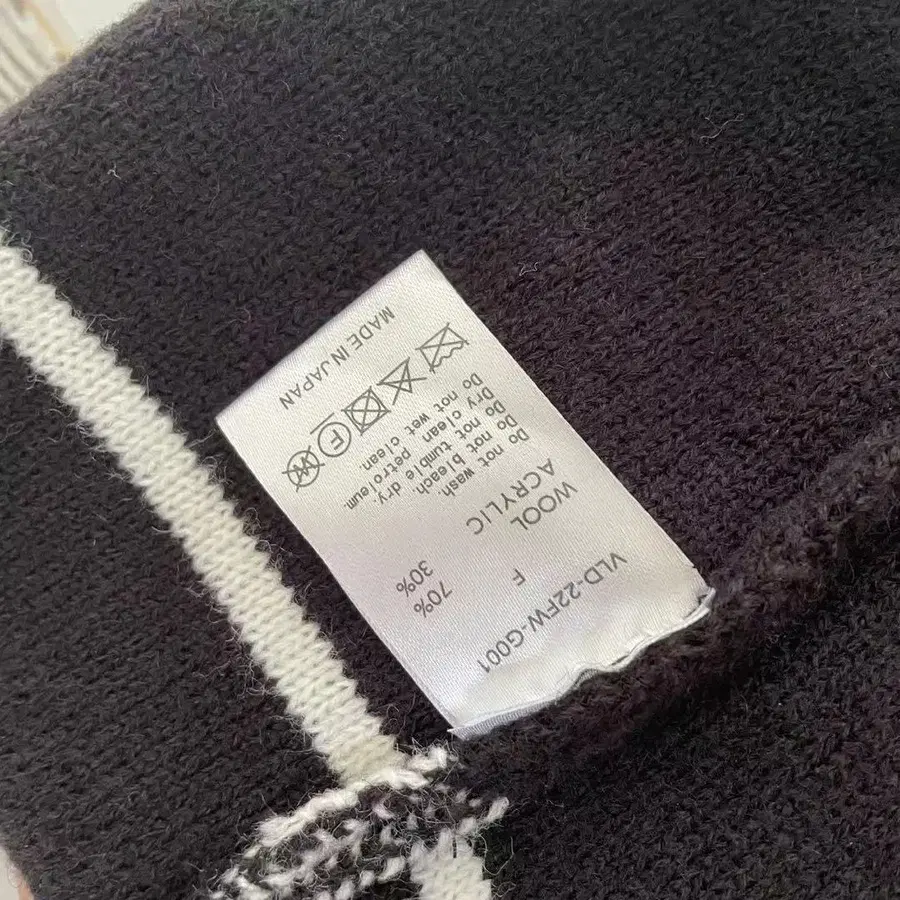 VLD-22FW-G001
F
WOOL 70%
ACRYLIC 30%
Do not wash.
Do not bleach.
Do not tumble dry.
Dry clean petroleum.
Do not wet clean.
F W
MADE IN JAPAN